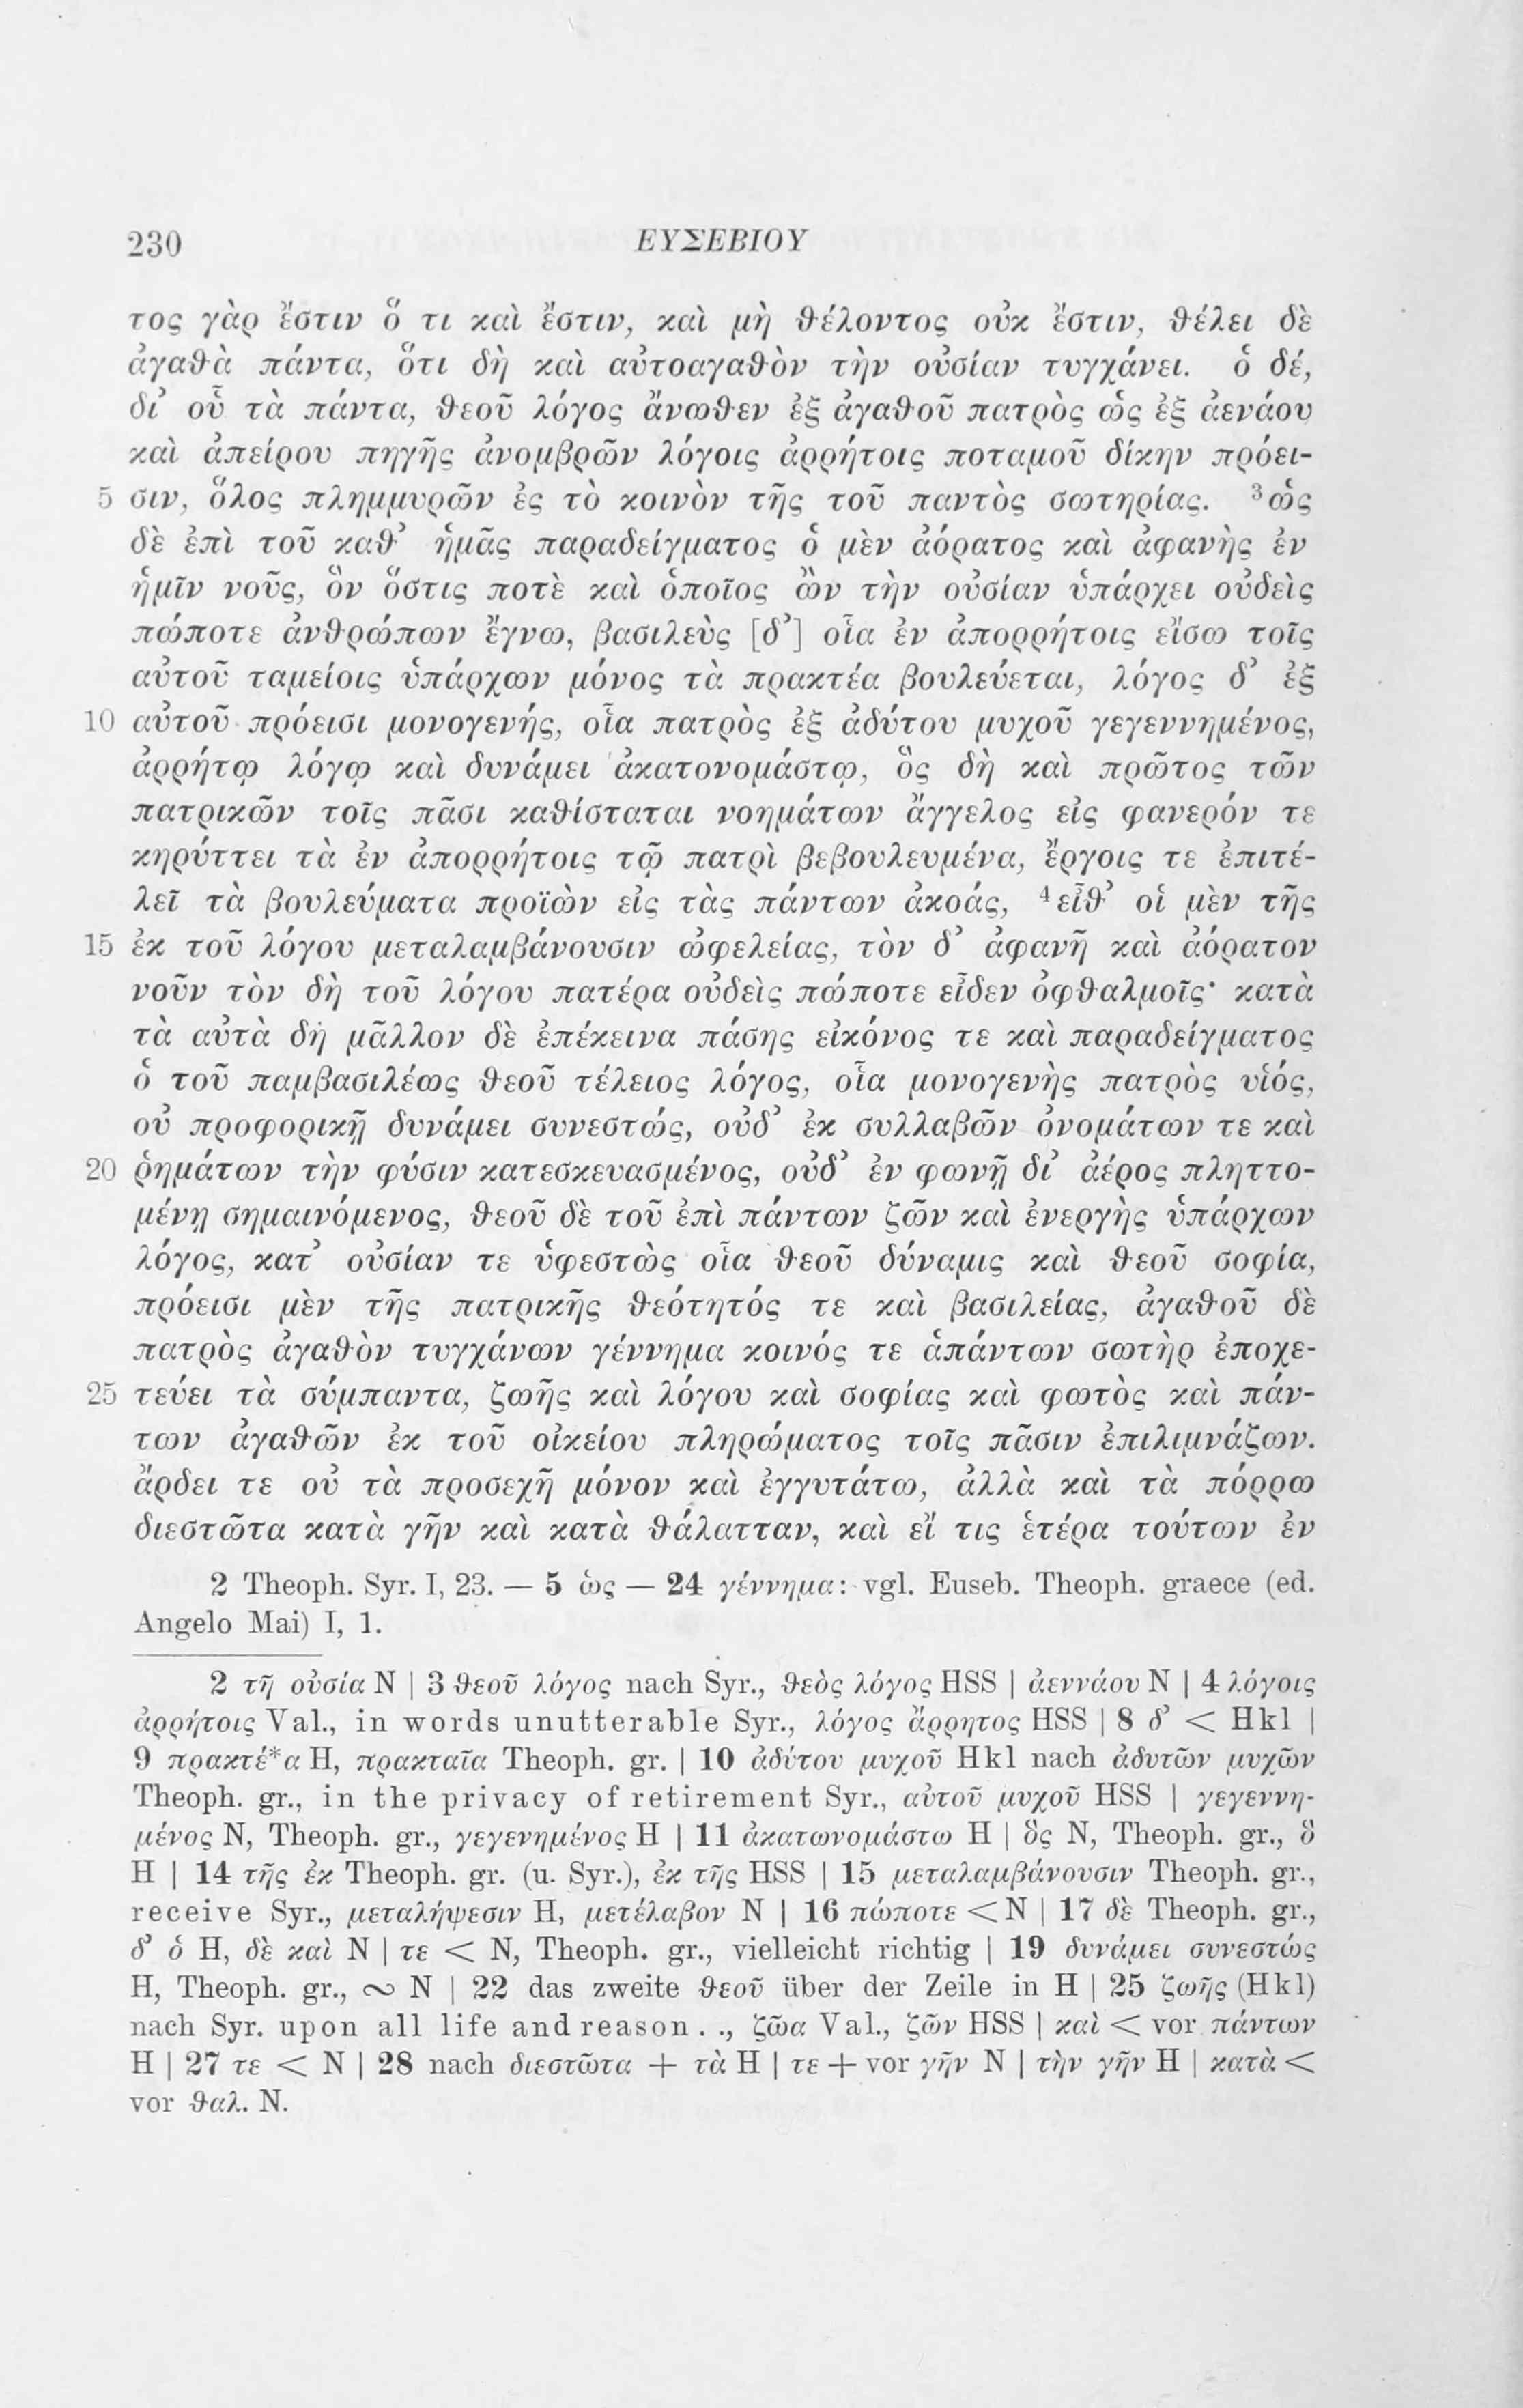 230
ΕΥΣΕΒΙΟΥ
τος γὰρ ἔστιν ὅ τι καὶ ἔστιν, καὶ μὴ θέλοντος οὐκ ἔστιν, θέλει δὲ
ἀγαθὰ πάντα, ὅτι δὴ καὶ αὐτοαγαθὸν τὴν οὐσίαν τυγχάνει. ὁ δέ,
δι’ οὗ τὰ πάντα, θεοῦ λόγος ἄνωθεν ἐξ ἀγαθοῦ πατρὸς ὡς ἐξ ἀενάου
καὶ ἀπείρου πηγῆς ἀνομβρῶν λόγοις ἀρρήτοις ποταμοῦ δίκην πρόει-
5 σιν, ὅλος πλημμυρῶν ἐς τὸ κοινὸν τῆς τοῦ παντὸς σωτηρίας. ³ὡς
δὲ ἐπὶ τοῦ καθ’ ἡμᾶς παραδείγματος ὁ μὲν ἀόρατος καὶ ἀφανὴς ἐν
ἡμῖν νοῦς, ὃν ὅστις ποτὲ καὶ ὁποῖος ὢν τὴν οὐσίαν ὑπάρχει οὐδεὶς
πώποτε ἀνθρώπων ἔγνω, βασιλεὺς [δ’] οἷα ἐν ἀπορρήτοις εἴσω τοῖς
αὐτοῦ ταμείοις ὑπάρχων μόνος τὰ πρακτέα βουλεύεται, λόγος δ’ ἐξ
10 αὐτοῦ πρόεισι μονογενής, οἷα πατρὸς ἐξ ἀδύτου μυχοῦ γεγεννημένος,
ἀρρήτῳ λόγῳ καὶ δυνάμει ἀκατονομάστῳ, ὃς δὴ καὶ πρῶτος τῶν
πατρικῶν τοῖς πᾶσι καθίσταται νοημάτων ἄγγελος εἰς φανερόν τε
κηρύττει τὰ ἐν ἀπορρήτοις τῷ πατρὶ βεβουλευμένα, ἔργοις τε ἐπιτέ-
λεῖ τὰ βουλεύματα προϊὼν εἰς τὰς πάντων ἀκοάς, ⁴εἶθ’ οἱ μὲν τῆς
15 ἐκ τοῦ λόγου μεταλαμβάνουσιν ὠφελείας, τὸν δ’ ἀφανῆ καὶ ἀόρατον
νοῦν τὸν δὴ τοῦ λόγου πατέρα οὐδεὶς πώποτε εἶδεν ὀφθαλμοῖς· κατὰ
τὰ αὐτὰ δὴ μᾶλλον δὲ ἐπέκεινα πάσης εἰκόνος τε καὶ παραδείγματος
ὁ τοῦ παμβασιλέως θεοῦ τέλειος λόγος, οἷα μονογενὴς πατρὸς υἱός,
οὐ προφορικῇ δυνάμει συνεστώς, οὐδ’ ἐκ συλλαβῶν ὀνομάτων τε καὶ
20 ῥημάτων τὴν φύσιν κατεσκευασμένος, οὐδ’ ἐν φωνῇ δι’ ἀέρος πληττο-
μένῃ σημαινόμενος, θεοῦ δὲ τοῦ ἐπὶ πάντων ζῶν καὶ ἐνεργὴς ὑπάρχων
λόγος, κατ’ οὐσίαν τε ὑφεστὼς οἷα θεοῦ δύναμις καὶ θεοῦ σοφία,
πρόεισι μὲν τῆς πατρικῆς θεότητός τε καὶ βασιλείας, ἀγαθοῦ δὲ
πατρὸς ἀγαθὸν τυγχάνων γέννημα κοινός τε ἁπάντων σωτὴρ ἐποχε-
25 τεύει τὰ σύμπαντα, ζωῆς καὶ λόγου καὶ σοφίας καὶ φωτὸς καὶ πάν-
των ἀγαθῶν ἐκ τοῦ οἰκείου πληρώματος τοῖς πᾶσιν ἐπιλιμνάζων.
ἄρδει τε οὐ τὰ προσεχῆ μόνον καὶ ἐγγυτάτω, ἀλλὰ καὶ τὰ πόρρω
διεστῶτα κατὰ γῆν καὶ κατὰ θάλατταν, καὶ εἴ τις ἑτέρα τούτων ἐν
2 Theoph. Syr. I, 23. — 5 ὡς — 24 γέννημα: vgl. Euseb. Theoph. graece (ed.
Angelo Mai) I, 1.
2 τῆ οὐσία N | 3 θεοῦ λόγος nach Syr., θεὸς λόγος HSS | ἀεννάου N | 4 λόγοις
ἀρρήτοις Val., in words unutterable Syr., λόγος ἄρρητος HSS | 8 δ’ < Hkl |
9 πρακτέ*α H, πρακταῖα Theoph. gr. | 10 ἀδύτου μυχοῦ Hkl nach ἀδυτῶν μυχῶν
Theoph. gr., in the privacy of retirement Syr., αὐτοῦ μυχοῦ HSS | γεγεννη-
μένος N, Theoph. gr., γεγενημένος H | 11 ἀκατωνομάστω H | ὃς N, Theoph. gr., ὃ
H | 14 τῆς ἐκ Theoph. gr. (u. Syr.), ἐκ τῆς HSS | 15 μεταλαμβάνουσιν Theoph. gr.,
receive Syr., μεταλήψεσιν H, μετέλαβον N | 16 πώποτε < N | 17 δὲ Theoph. gr.,
δ’ ὁ H, δὲ καὶ N | τε < N, Theoph. gr., vielleicht richtig | 19 δυνάμει συνεστώς
H, Theoph. gr., ∾ N | 22 das zweite θεοῦ über der Zeile in H | 25 ζωῆς (Hkl)
nach Syr. upon all life and reason . ., ζῶα Val., ζῶν HSS | καὶ < vor πάντων
H | 27 τε < N | 28 nach διεστῶτα + τὰ H | τε + vor γῆν N | τὴν γῆν H | κατὰ <
vor θαλ. N.